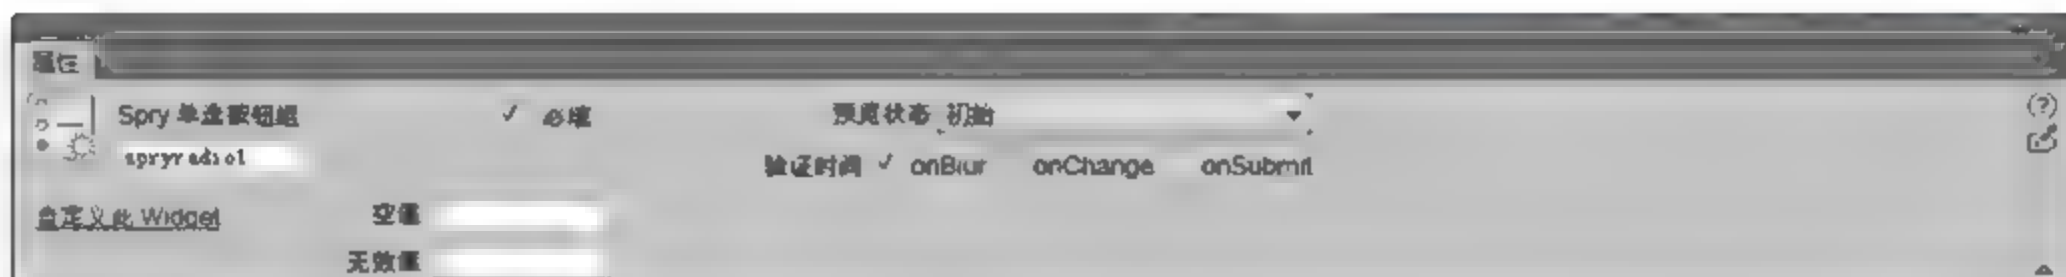 属性
Spry 单选按钮组 ✓ 必填 预览状态 初始
spryradio1
验证时间 ✓ onBlur onChange onSubmit
自定义此 Widget 空值
无效值